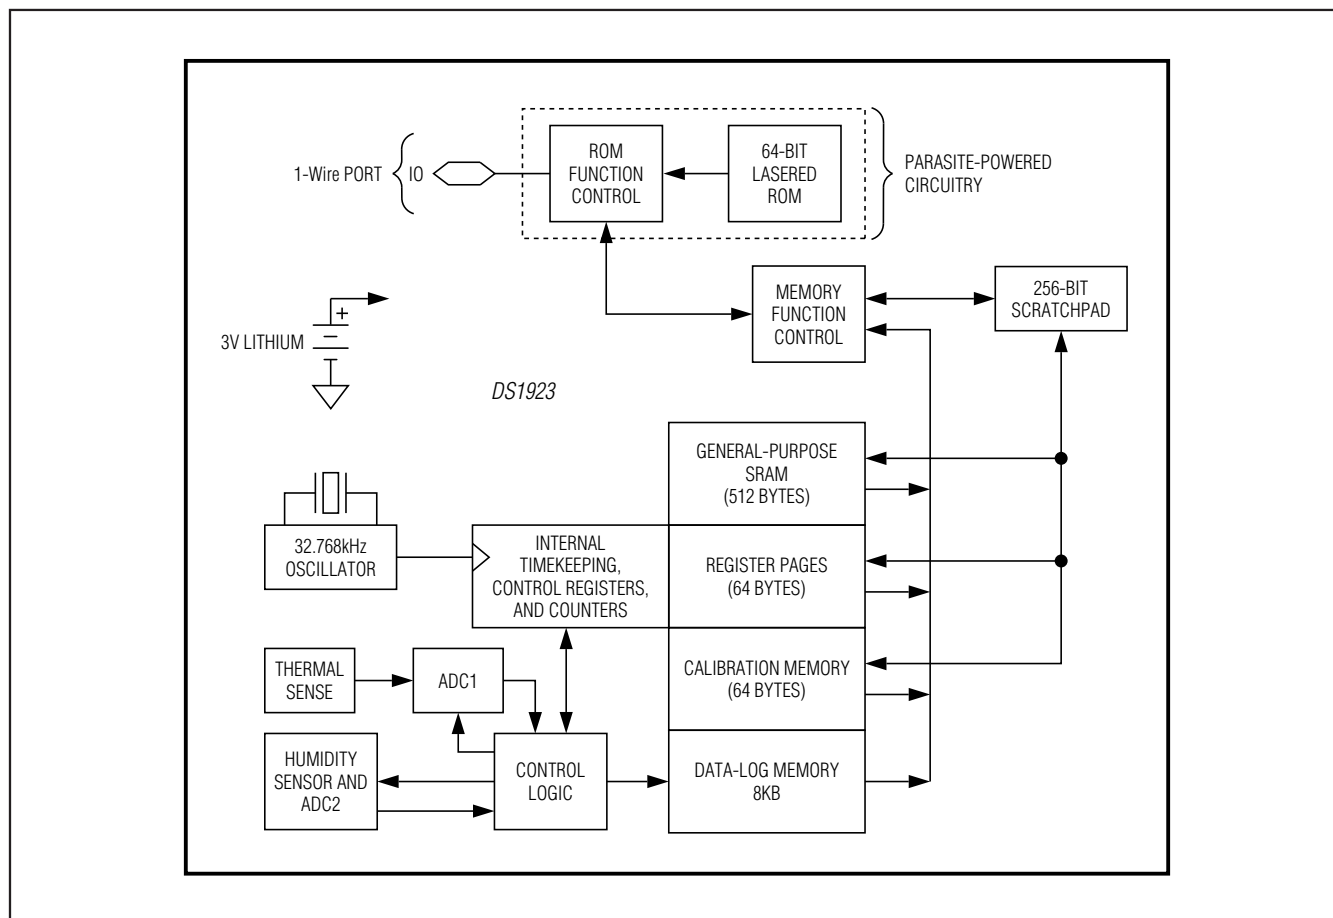 1-Wire PORT
IO
ROM
FUNCTION
CONTROL
64-BIT
LASERED
ROM
PARASITE-POWERED
CIRCUITRY
MEMORY
FUNCTION
CONTROL
256-BIT
SCRATCHPAD
+
3V LITHIUM
DS1923
GENERAL-PURPOSE
SRAM
(512 BYTES)
32.768kHz
OSCILLATOR
INTERNAL
TIMEKEEPING,
CONTROL REGISTERS,
AND COUNTERS
REGISTER PAGES
(64 BYTES)
THERMAL
SENSE
ADC1
CALIBRATION MEMORY
(64 BYTES)
HUMIDITY
SENSOR AND
ADC2
CONTROL
LOGIC
DATA-LOG MEMORY
8KB